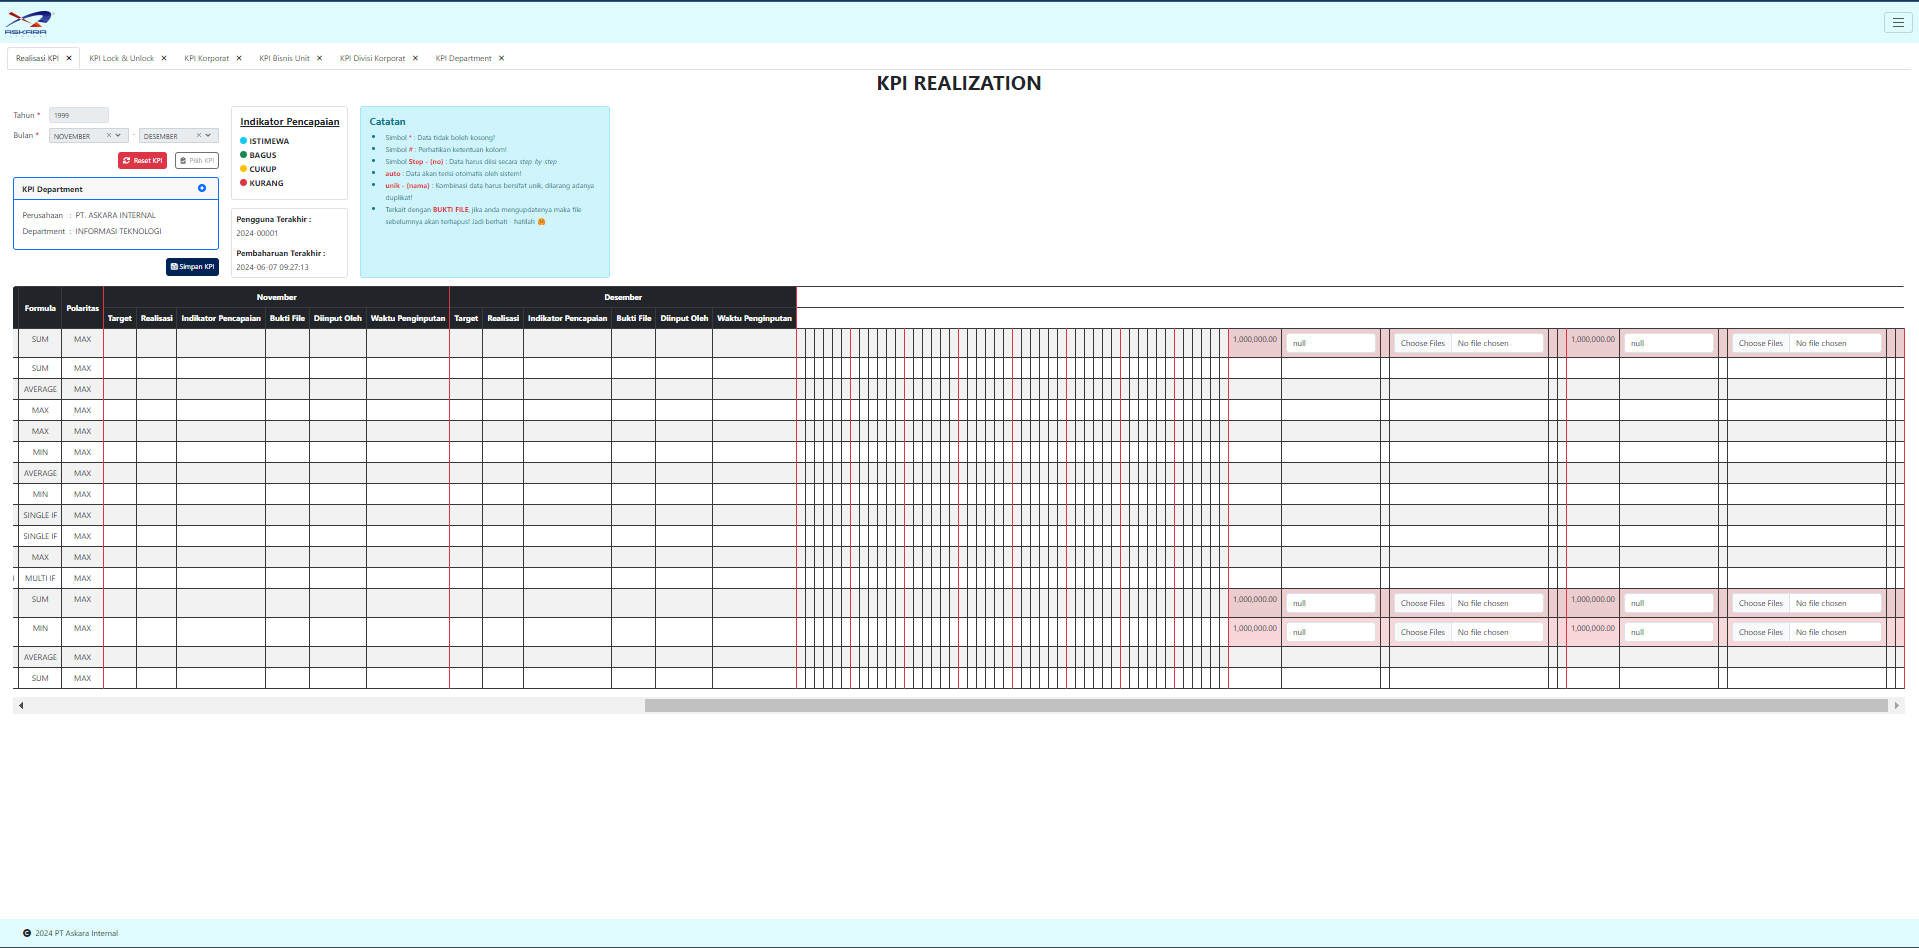 ASKARA
Realisasi KPI
KPI Lock & Unlock
KPI Korporat
KPI Bisnis Unit
KPI Divisi Korporat
KPI Department
KPI REALIZATION
Tahun * 1999
Bulan * NOVEMBER - DESEMBER
Reset KPI
Pilih KPI
KPI Department
Perusahaan : PT. ASKARA INTERNAL
Department : INFORMASI TEKNOLOGI
Simpan KPI
Indikator Pencapaian
ISTIMEWA
BAGUS
CUKUP
KURANG
Pengguna Terakhir :
2024-00001
Pembaharuan Terakhir :
2024-06-07 09:27:13
Catatan
Simbol * : Data tidak boleh kosong!
Simbol # : Perhatikan ketentuan kolom!
Simbol Step - {no} : Data harus diisi secara step-by-step
auto : Data akan terisi otomatis oleh sistem!
unik - {nama} : Kombinasi data harus bersifat unik, dilarang adanya
duplikat!
Terkait dengan BUKTI FILE, jika anda mengupdatenya maka file
sebelumnya akan terhapus! Jadi berhati - hatilah
Formula Polaritas November Desember
Target Realisasi Indikator Pencapaian Bukti File Diinput Oleh Waktu Penginputan Target Realisasi Indikator Pencapaian Bukti File Diinput Oleh Waktu Penginputan
SUM MAX 1,000,000.00 null Choose Files No file chosen 1,000,000.00 null Choose Files No file chosen
SUM MAX
AVERAGE MAX
MAX MAX
MAX MAX
MIN MAX
AVERAGE MAX
MIN MAX
SINGLE IF MAX
SINGLE IF MAX
MAX MAX
MULTI IF MAX
SUM MAX 1,000,000.00 null Choose Files No file chosen 1,000,000.00 null Choose Files No file chosen
MIN MAX 1,000,000.00 null Choose Files No file chosen 1,000,000.00 null Choose Files No file chosen
AVERAGE MAX
SUM MAX
2024 PT Askara Internal